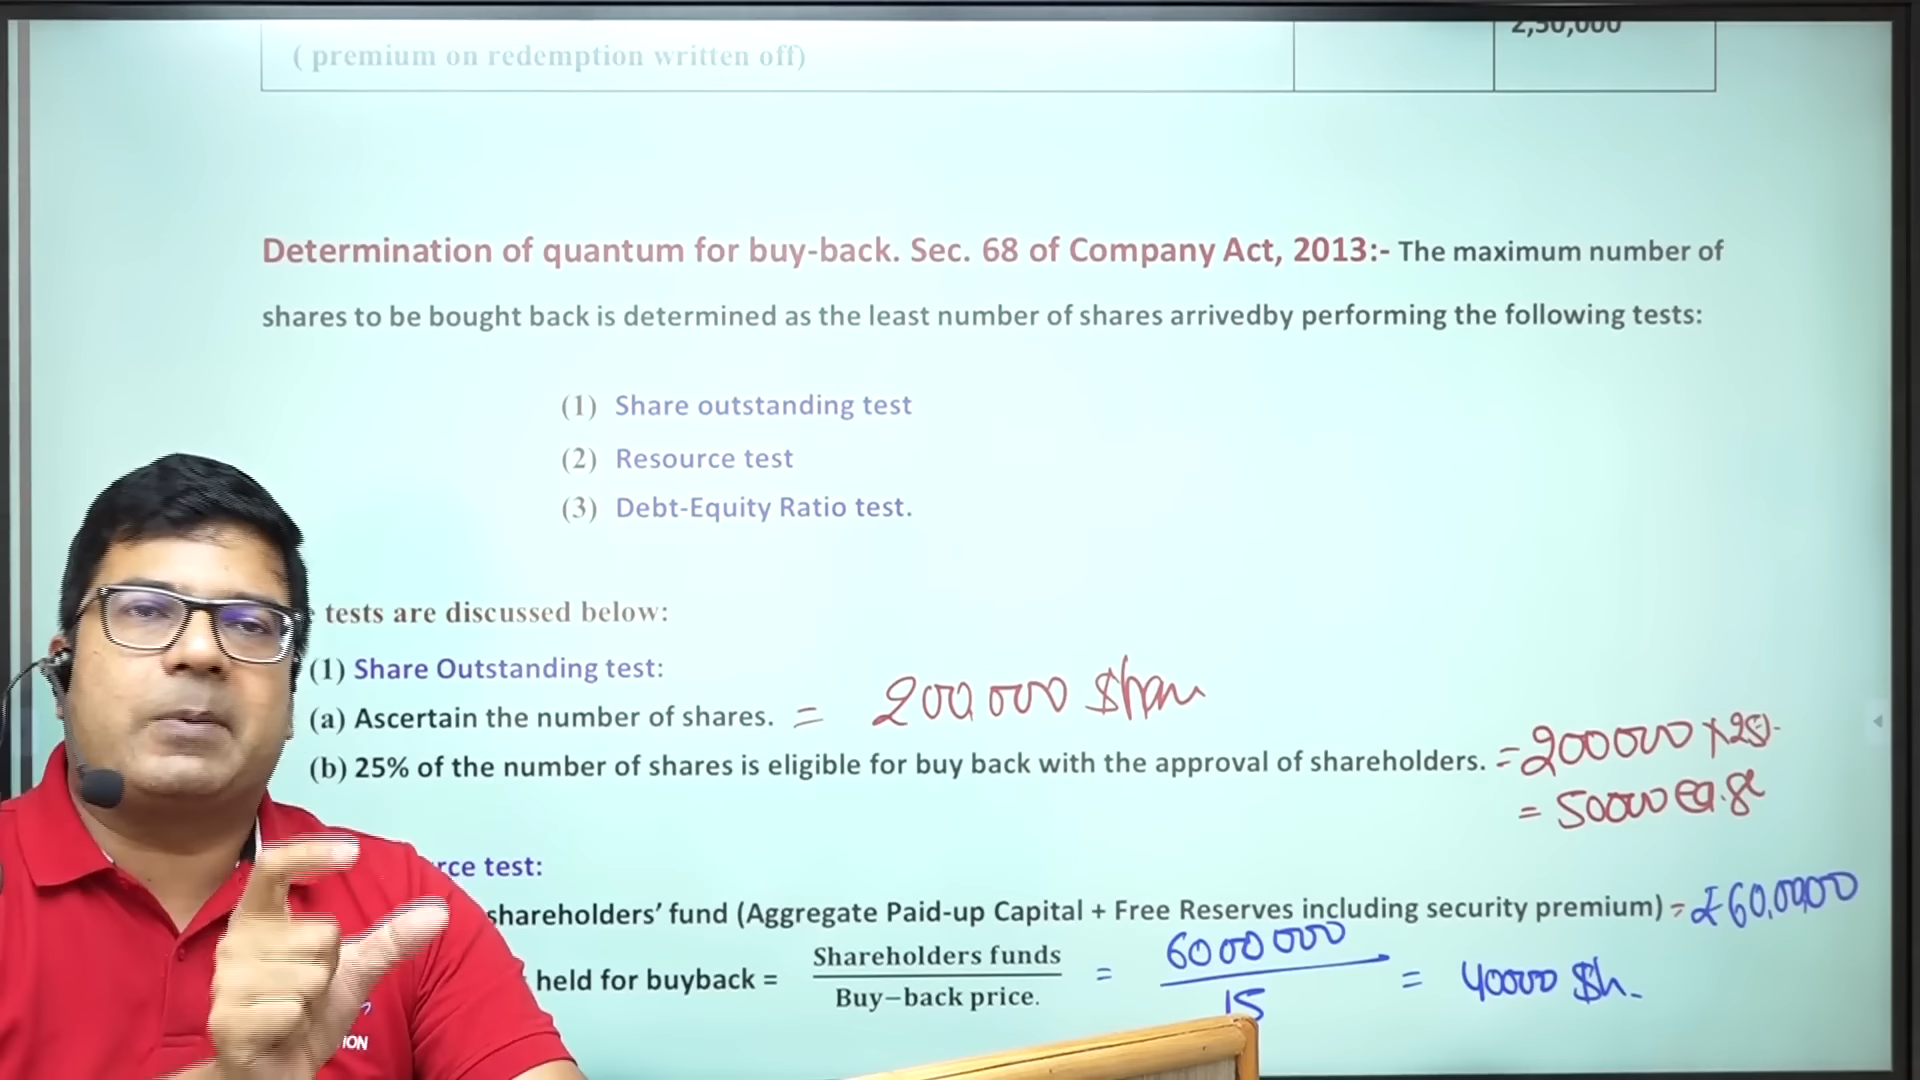 2,50,000
( premium on redemption written off)
Determination of quantum for buy-back. Sec. 68 of Company Act, 2013:- The maximum number of
shares to be bought back is determined as the least number of shares arrivedby performing the following tests:
(1) Share outstanding test
(2) Resource test
(3) Debt-Equity Ratio test.
tests are discussed below:
(1) Share Outstanding test:
(a) Ascertain the number of shares. = 200,000 Share
(b) 25% of the number of shares is eligible for buy back with the approval of shareholders. = 200000 x 25%
= 50000 eq. sh
rce test:
shareholders’ fund (Aggregate Paid-up Capital + Free Reserves including security premium) = ₹60,00,000
held for buyback = Shareholders funds / Buy–back price. = 6000000 / 15 = 40000 Sh.
ION